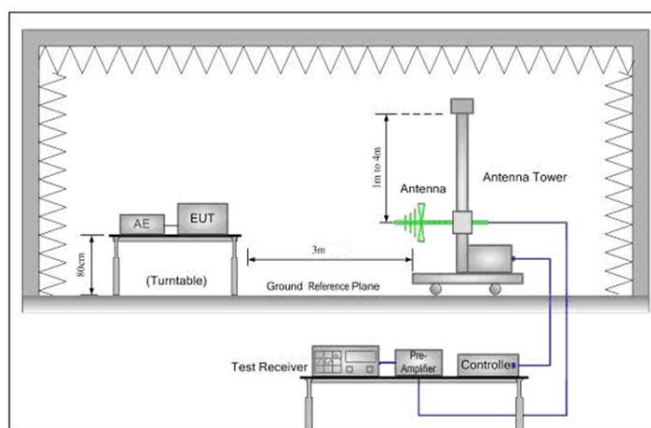 1m to 4m
Antenna
Antenna Tower
AE
EUT
80cm
(Turntable)
3m
Ground Reference Plane
Test Receiver
Pre-
Amplifier
Controller